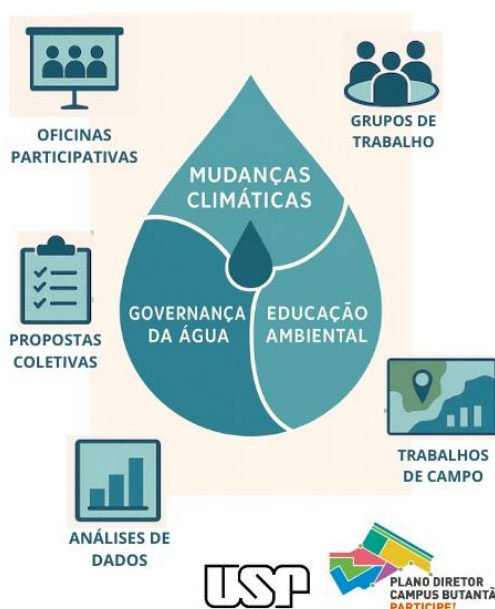 OFICINAS
PARTICIPATIVAS
GRUPOS DE
TRABALHO
MUDANÇAS
CLIMÁTICAS
GOVERNANÇA
DA ÁGUA
EDUCAÇÃO
AMBIENTAL
PROPOSTAS
COLETIVAS
TRABALHOS
DE CAMPO
ANÁLISES DE
DADOS
USP
PLANO DIRETOR
CAMPUS BUTANTÃ
PARTICIPE!